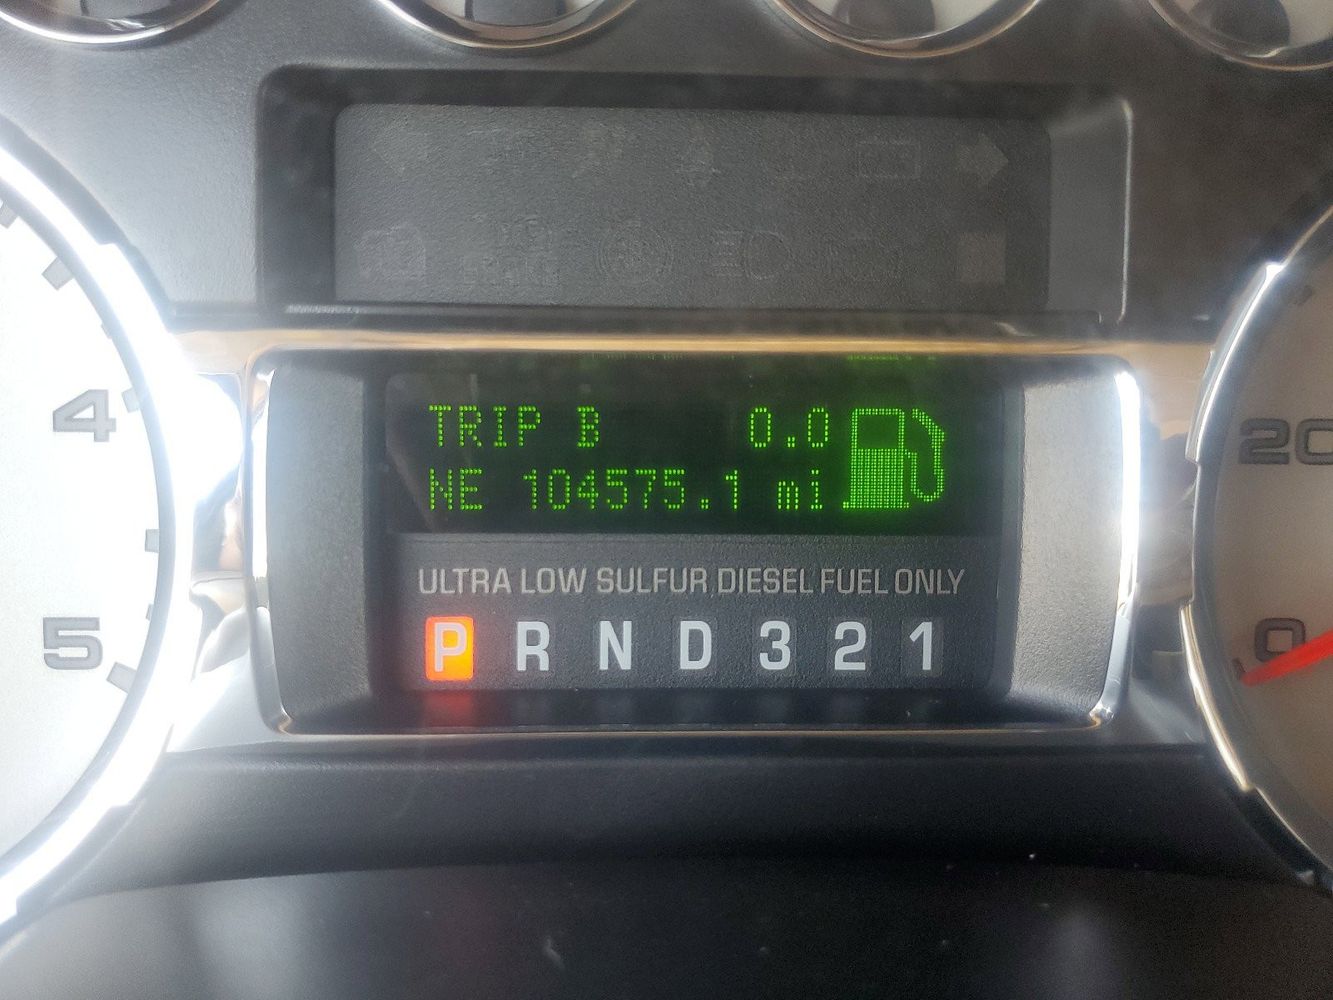 TRIP B 0.0
NE 104575.1 mi
4
20
ULTRA LOW SULFUR DIESEL FUEL ONLY
P R N D 3 2 1
5
0